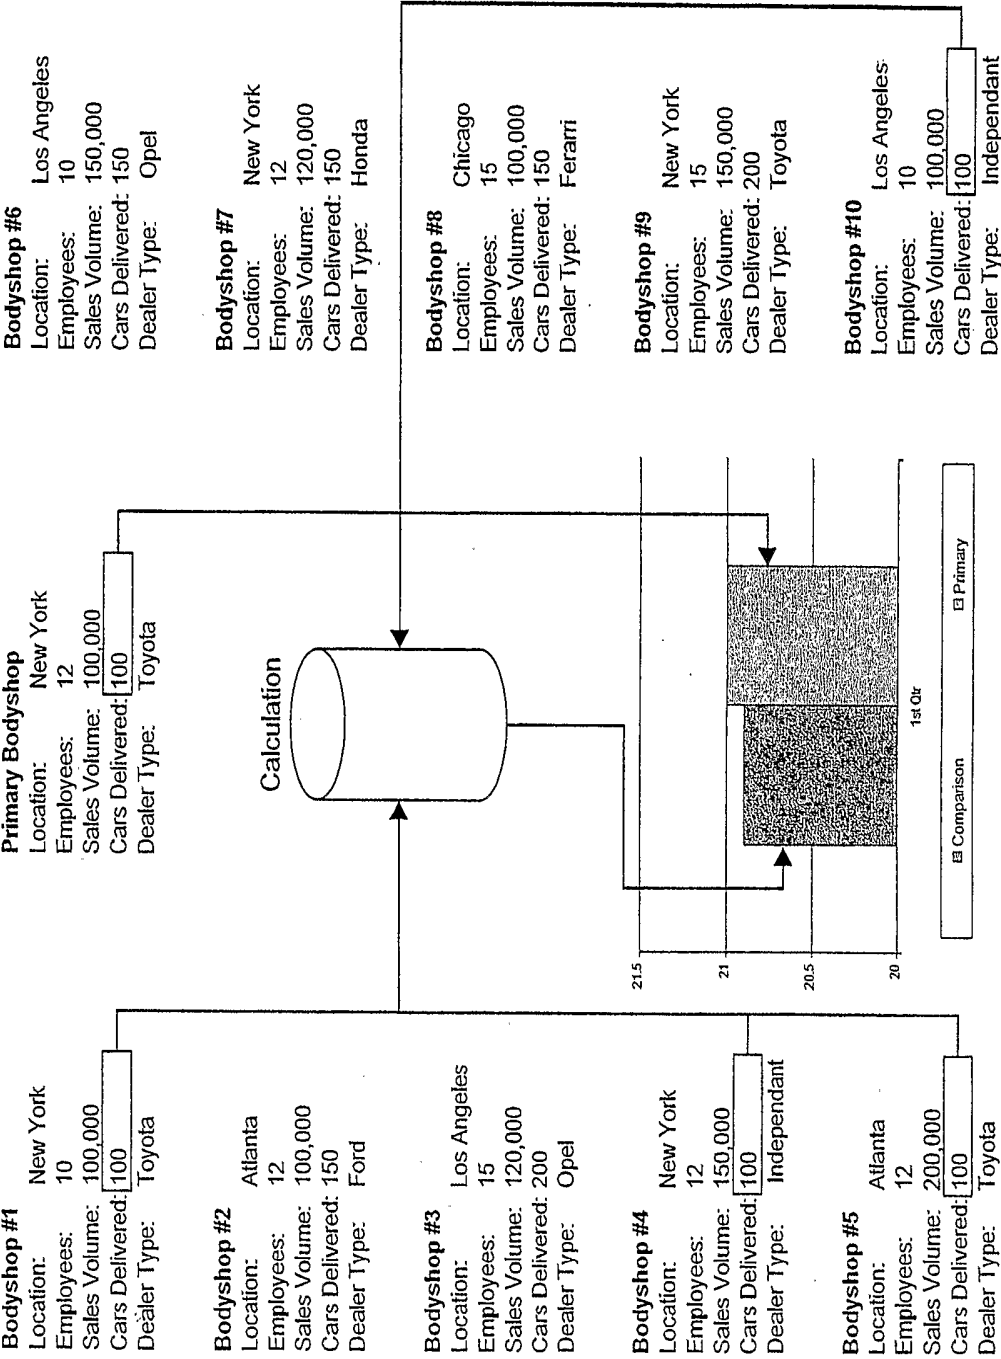 Bodyshop #1
Location: New York
Employees: 10
Sales Volume: 100,000
Cars Delivered: 100
Dealer Type: Toyota
Bodyshop #2
Location: Atlanta
Employees: 12
Sales Volume: 100,000
Cars Delivered: 150
Dealer Type: Ford
Bodyshop #3
Location: Los Angeles
Employees: 15
Sales Volume: 120,000
Cars Delivered: 200
Dealer Type: Opel
Bodyshop #4
Location: New York
Employees: 12
Sales Volume: 150,000
Cars Delivered: 100
Dealer Type: Independant
Bodyshop #5
Location: Atlanta
Employees: 12
Sales Volume: 200,000
Cars Delivered: 100
Dealer Type: Toyota
Primary Bodyshop
Location: New York
Employees: 12
Sales Volume: 100,000
Cars Delivered: 100
Dealer Type: Toyota
Calculation
21.5
21
20.5
20
1st Qtr
Comparison Primary
Bodyshop #6
Location: Los Angeles
Employees: 10
Sales Volume: 150,000
Cars Delivered: 150
Dealer Type: Opel
Bodyshop #7
Location: New York
Employees: 12
Sales Volume: 120,000
Cars Delivered: 150
Dealer Type: Honda
Bodyshop #8
Location: Chicago
Employees: 15
Sales Volume: 100,000
Cars Delivered: 150
Dealer Type: Ferarri
Bodyshop #9
Location: New York
Employees: 15
Sales Volume: 150,000
Cars Delivered: 200
Dealer Type: Toyota
Bodyshop #10
Location: Los Angeles
Employees: 10
Sales Volume: 100,000
Cars Delivered: 100
Dealer Type: Independant